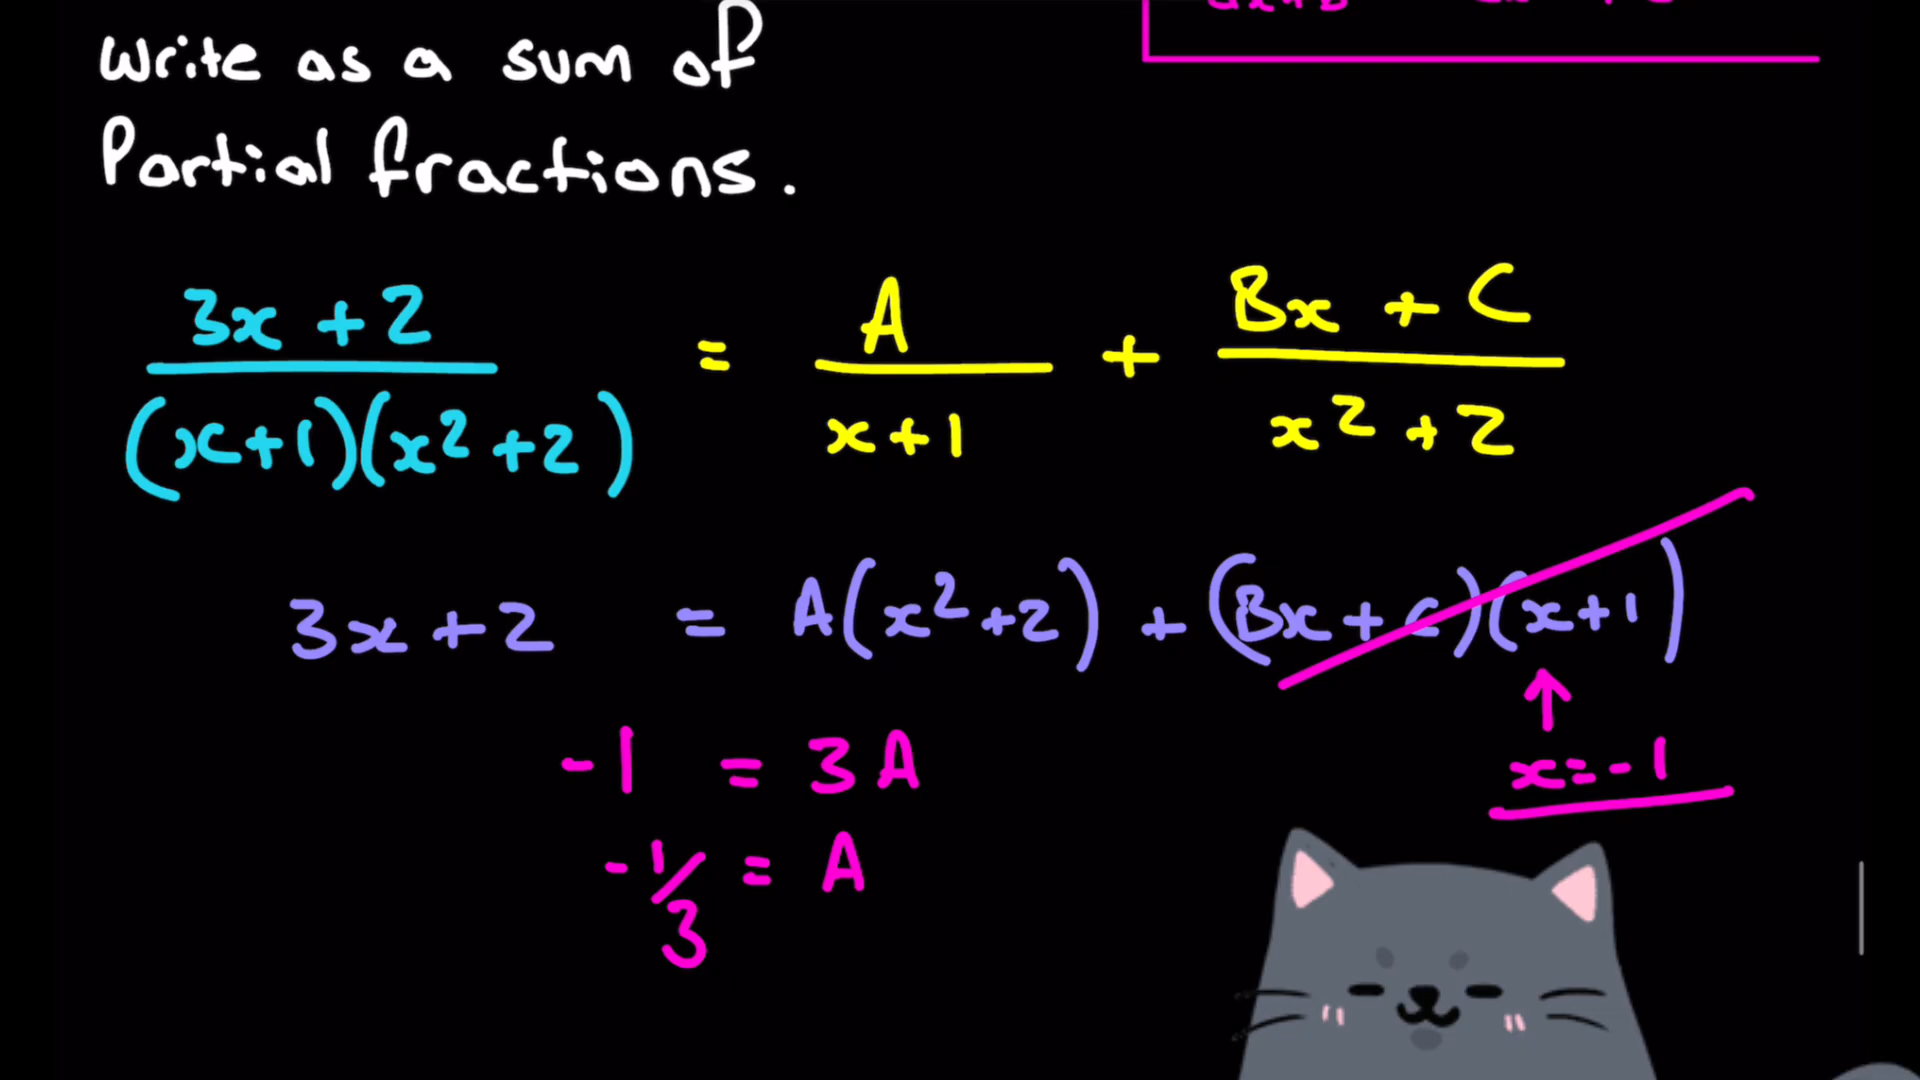 Write as a sum of
Partial fractions.
3x + 2 / (x+1)(x² +2) = A / x+1 + Bx + C / x² + 2
3x + 2 = A(x²+2) + (Bx + C)(x+1)
-1 = 3A
x = -1
-1/3 = A